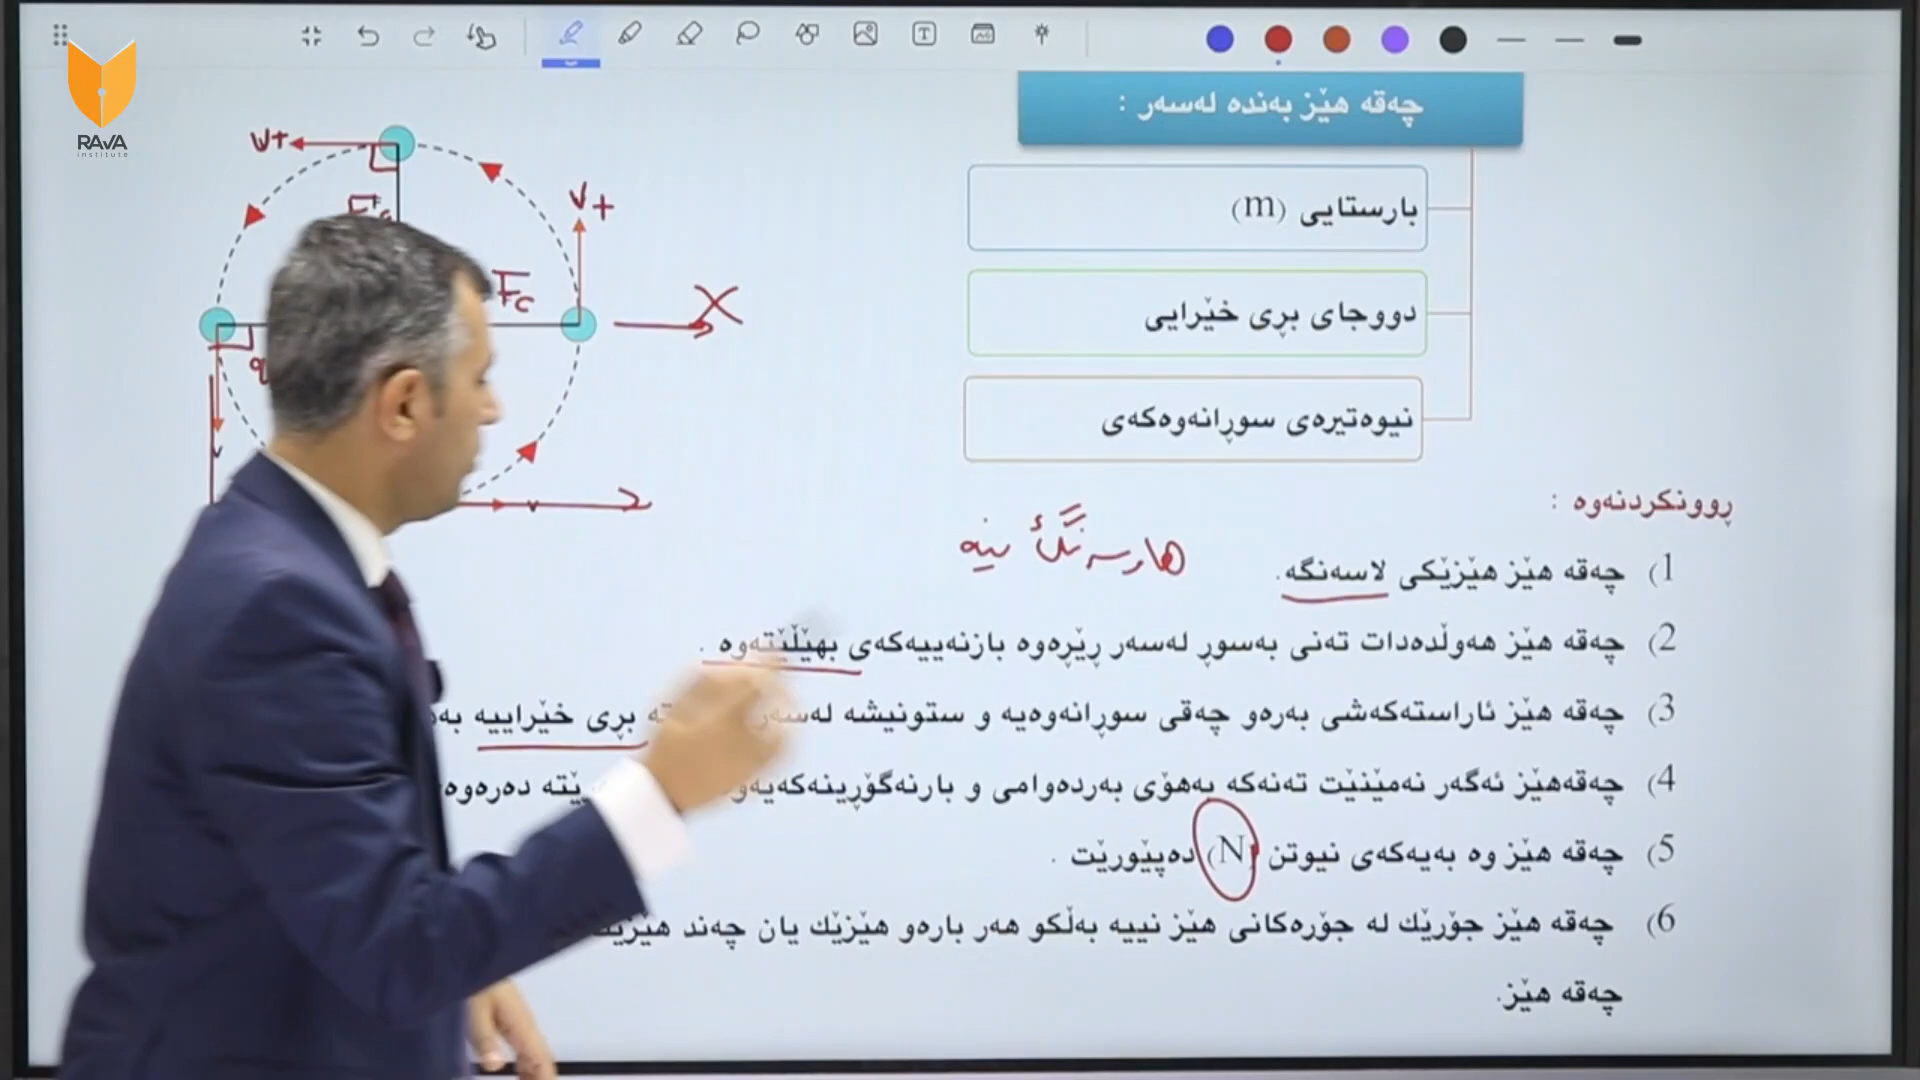 RAVA
institute
چەقە هێز بەندە لەسەر :
بارستایی (m)
دووجای بڕی خێرایی
نیوەتیرەی سوڕانەوەکەی
V+
V+
Fc
Fc
X
v
v
ڕوونکردنەوە :
1) چەقە هێز هێزێکی لاسەنگە.
هاوسەنگ نیە
2) چەقە هێز هەوڵدەدات تەنی بەسوڕ لەسەر ڕێڕەوە بازنەییەکەی بهێڵێتەوە .
3) چەقە هێز ئاراستەکەشی بەرەو چەقی سوڕانەوەیە و ستونیشە لەسەر بڕی خێراییە
4) چەقەهێز ئەگەر نەمێنێت تەنەکە بەهۆی بەردەوامی و بارنەگۆڕینەکەیەو دەرەوە
5) چەقە هێز وە بەیەکەی نیوتن (N) دەپێورێت .
6) چەقە هێز جۆرێك لە جۆرەکانی هێز نییە بەڵکو هەر بارەو هێزێك یان چەند
چەقە هێز.